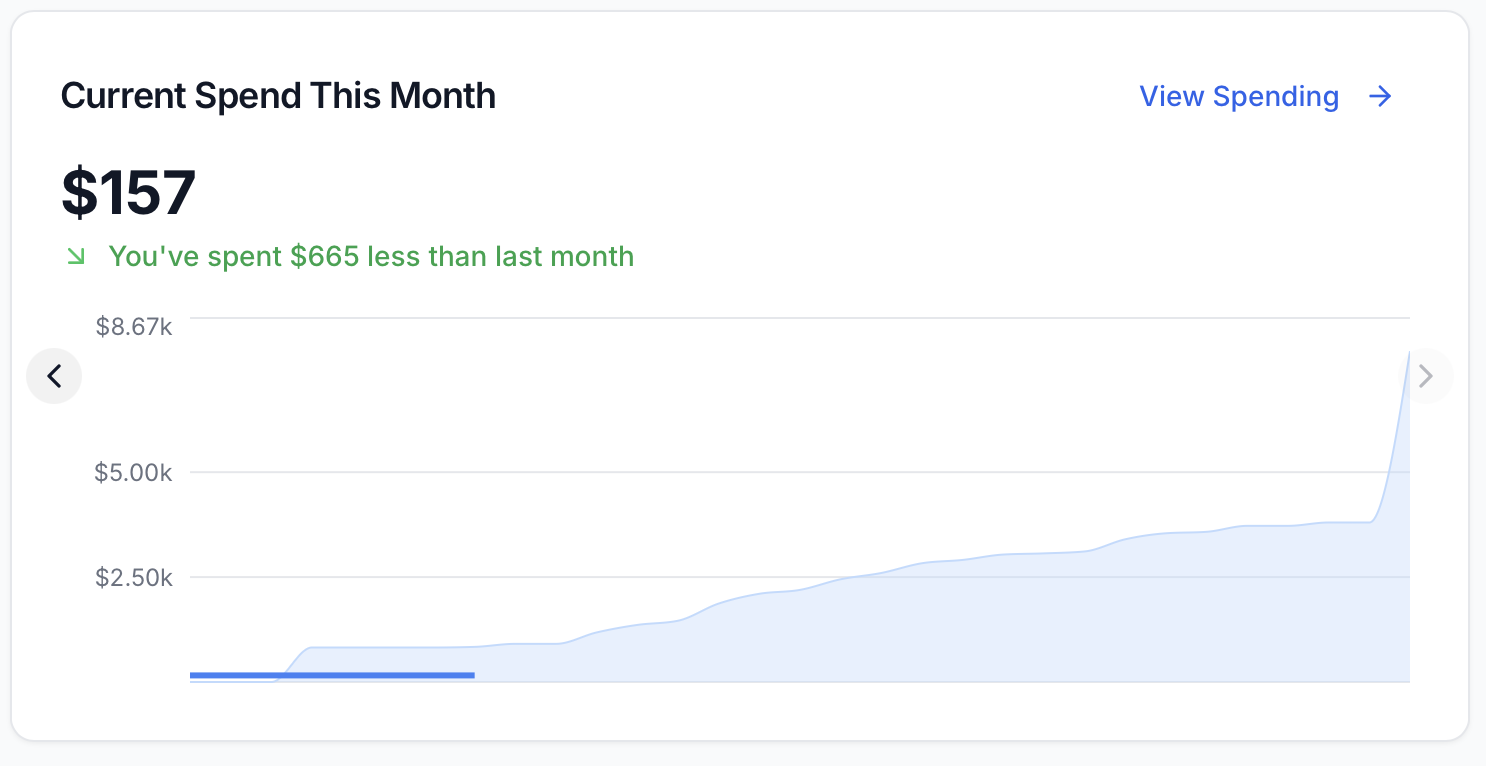 Current Spend This Month
View Spending →
$157
↘ You've spent $665 less than last month
$8.67k
$5.00k
$2.50k